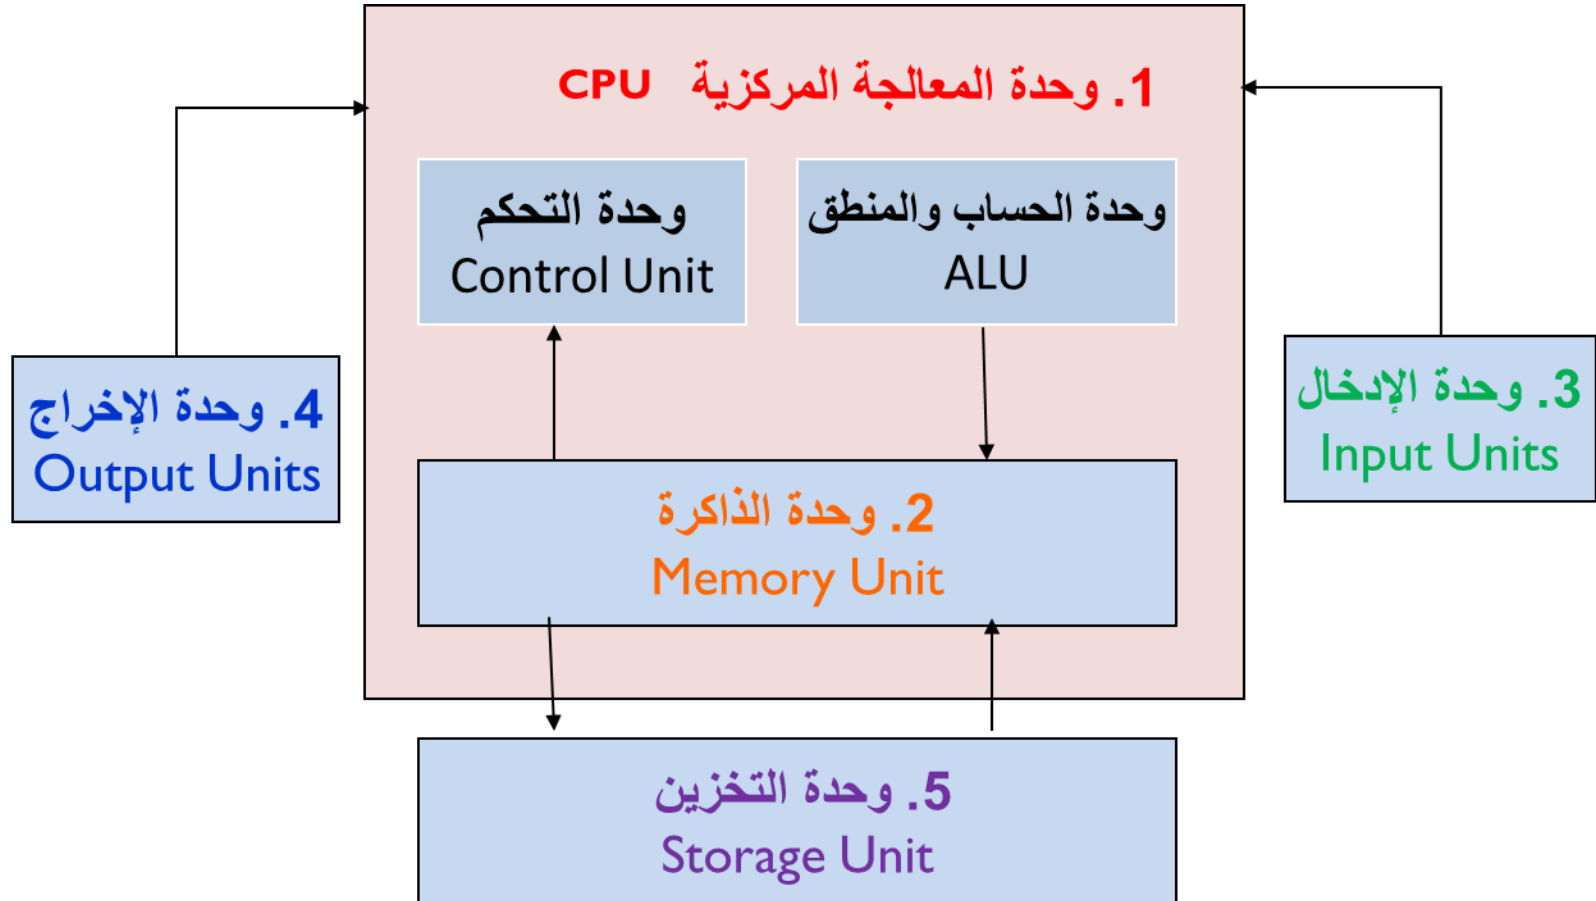 1. وحدة المعالجة المركزية CPU
وحدة الحساب والمنطق
ALU
وحدة التحكم
Control Unit
2. وحدة الذاكرة
Memory Unit
3. وحدة الإدخال
Input Units
4. وحدة الإخراج
Output Units
5. وحدة التخزين
Storage Unit